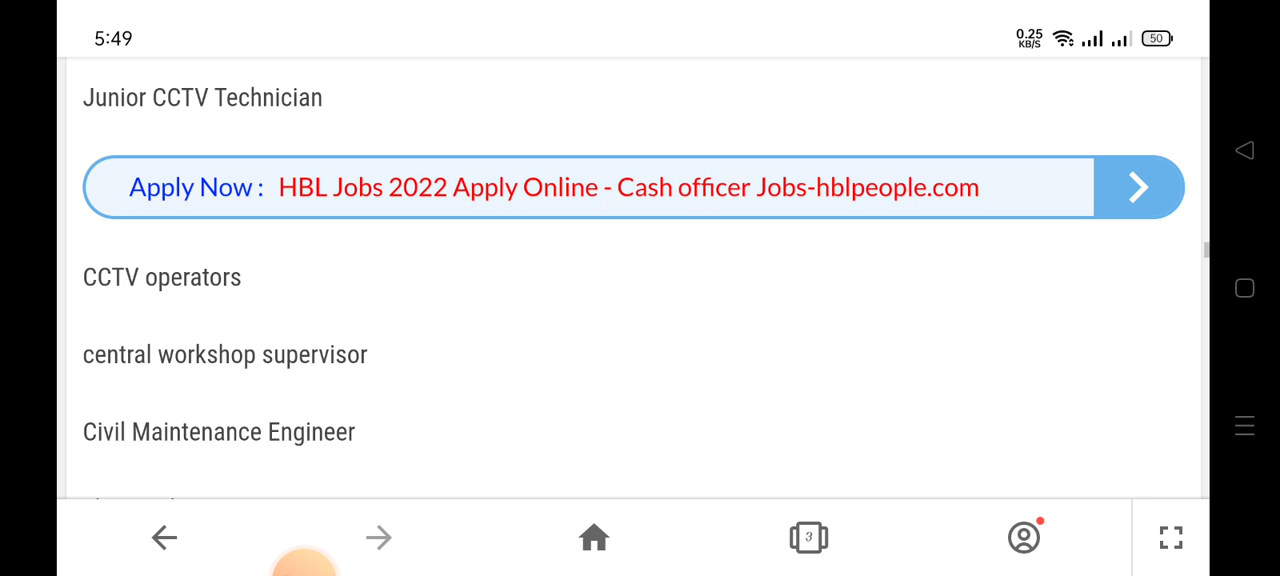 5:49
0.25
KB/S
50
Junior CCTV Technician
Apply Now : HBL Jobs 2022 Apply Online - Cash officer Jobs-hblpeople.com
CCTV operators
central workshop supervisor
Civil Maintenance Engineer
3